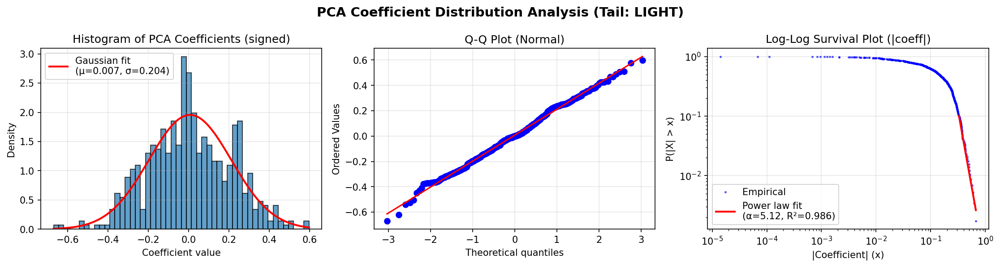 PCA Coefficient Distribution Analysis (Tail: LIGHT)
Histogram of PCA Coefficients (signed)
Gaussian fit
(μ=0.007, σ=0.204)
3.0
2.5
2.0
1.5
1.0
0.5
0.0
Density
−0.6
−0.4
−0.2
0.0
0.2
0.4
0.6
Coefficient value
Q-Q Plot (Normal)
0.6
0.4
0.2
0.0
−0.2
−0.4
−0.6
Ordered Values
−3
−2
−1
0
1
2
3
Theoretical quantiles
Log-Log Survival Plot (|coeff|)
10⁰
10⁻¹
10⁻²
P(|X| > x)
Empirical
Power law fit
(α=5.12, R²=0.986)
10⁻⁵
10⁻⁴
10⁻³
10⁻²
10⁻¹
10⁰
|Coefficient| (x)